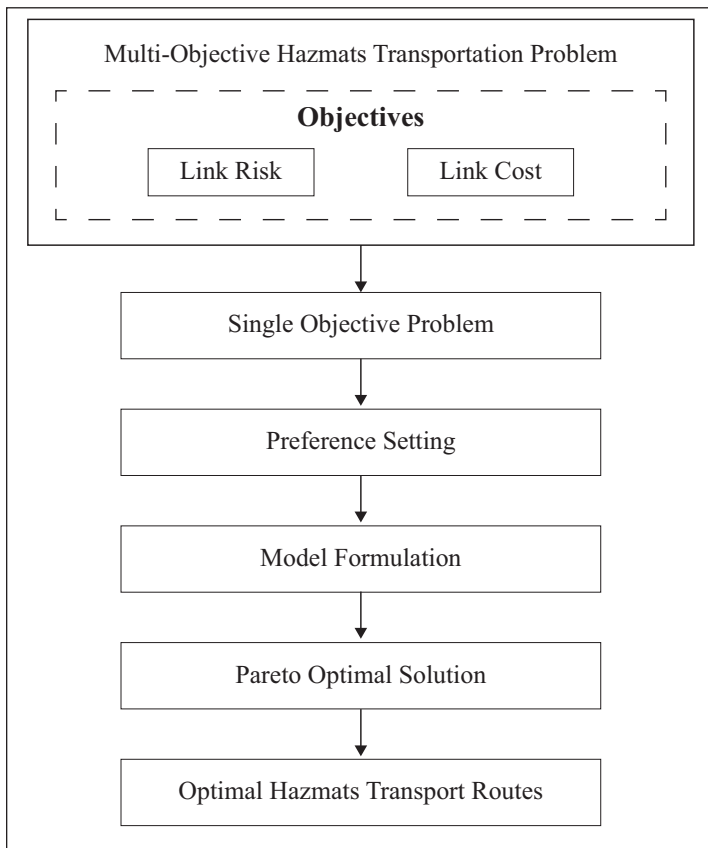 Multi-Objective Hazmats Transportation Problem
Objectives
Link Risk
Link Cost
Single Objective Problem
Preference Setting
Model Formulation
Pareto Optimal Solution
Optimal Hazmats Transport Routes